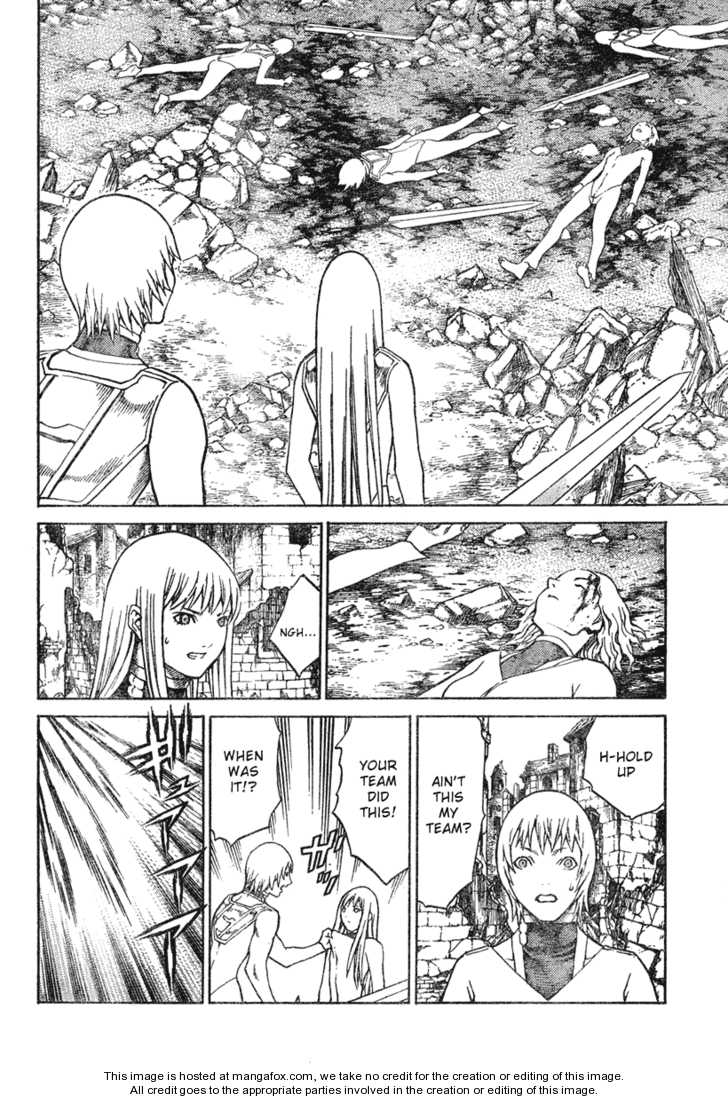 NGH...
H-HOLD
UP
AIN'T
THIS
MY
TEAM?
YOUR
TEAM
DID
THIS!
WHEN
WAS
IT!?
ガッ
This image is hosted at mangafox.com, we take no credit for the creation or editing of this image.
All credit goes to the appropriate parties involved in the creation or editing of this image.